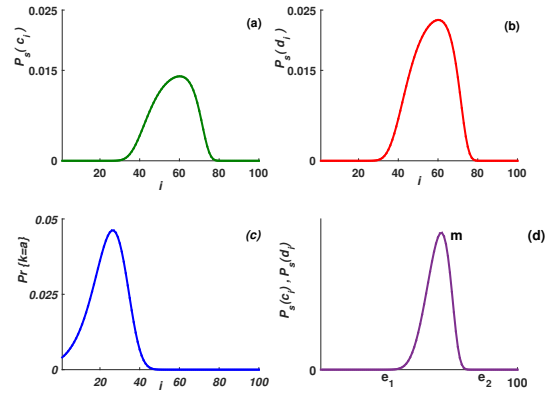 0.025
0.015
0
20
40
60
80
100
P_s(c_i)
i
(a)
0.025
0.015
0
20
40
60
80
100
P_s(d_i)
i
(b)
0.05
0.025
0
20
40
60
80
100
Pr {k=a}
i
(c)
0
100
P_s(c_i) , P_s(d_i)
m
e_1
e_2
(d)